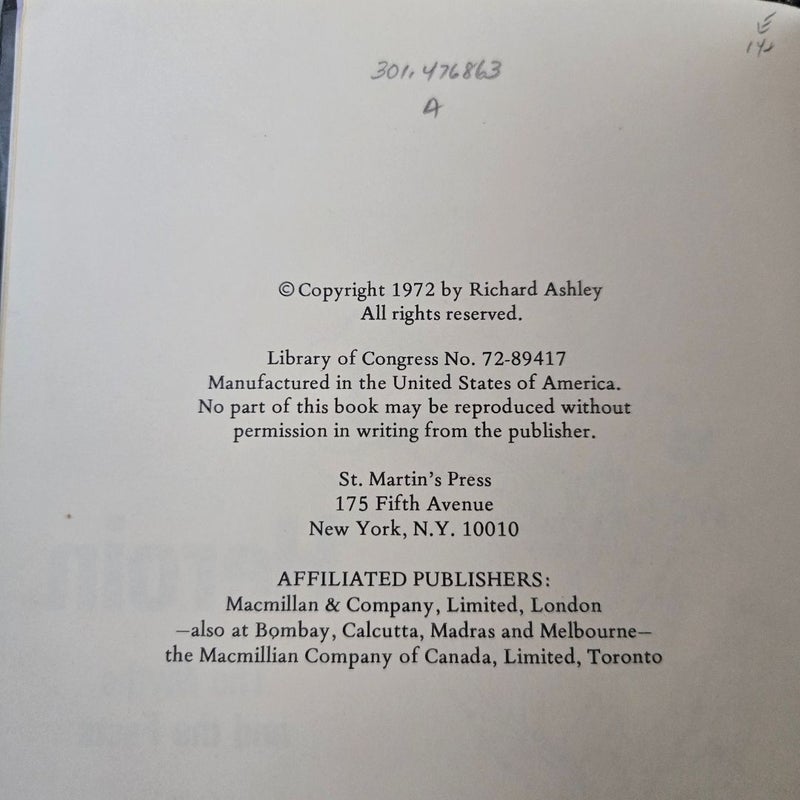 301.476863
A
© Copyright 1972 by Richard Ashley
All rights reserved.
Library of Congress No. 72-89417
Manufactured in the United States of America.
No part of this book may be reproduced without
permission in writing from the publisher.
St. Martin's Press
175 Fifth Avenue
New York, N.Y. 10010
AFFILIATED PUBLISHERS:
Macmillan & Company, Limited, London
—also at Bombay, Calcutta, Madras and Melbourne—
the Macmillian Company of Canada, Limited, Toronto